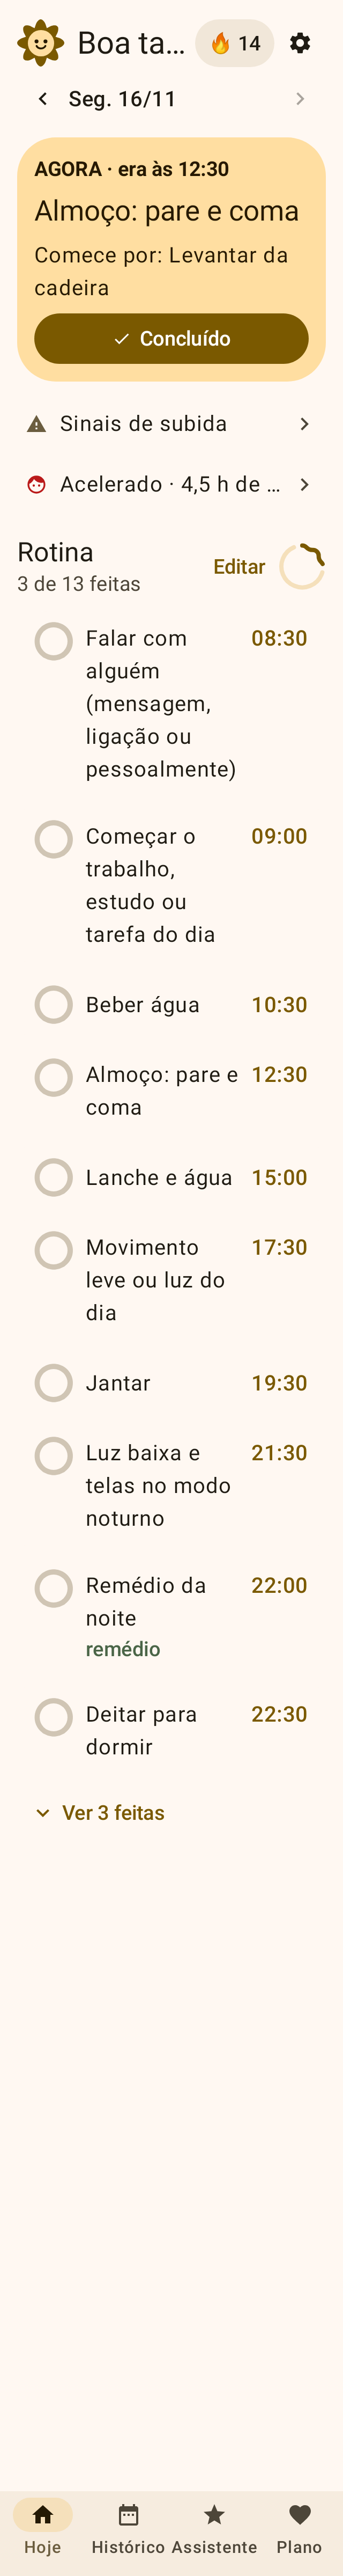 Boa ta...
14
Seg. 16/11
AGORA · era às 12:30
Almoço: pare e coma
Comece por: Levantar da
cadeira
Concluído
Sinais de subida
Acelerado · 4,5 h de ...
Rotina
3 de 13 feitas
Editar
Falar com
alguém
(mensagem,
ligação ou
pessoalmente)
08:30
Começar o
trabalho,
estudo ou
tarefa do dia
09:00
Beber água
10:30
Almoço: pare e
coma
12:30
Lanche e água
15:00
Movimento
leve ou luz do
dia
17:30
Jantar
19:30
Luz baixa e
telas no modo
noturno
21:30
Remédio da
noite
remédio
22:00
Deitar para
dormir
22:30
Ver 3 feitas
Hoje
Histórico
Assistente
Plano